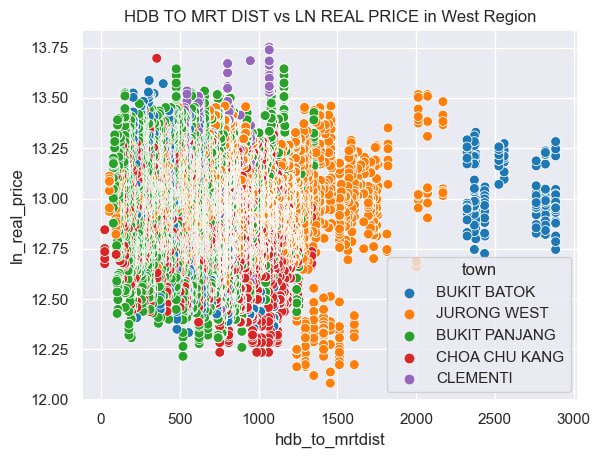 HDB TO MRT DIST vs LN REAL PRICE in West Region
ln_real_price
13.75
13.50
13.25
13.00
12.75
12.50
12.25
12.00
town
BUKIT BATOK
JURONG WEST
BUKIT PANJANG
CHOA CHU KANG
CLEMENTI
0
500
1000
1500
2000
2500
3000
hdb_to_mrtdist